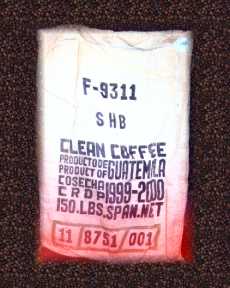 F-9311
SHB
CLEAN COFFEE
PRODUCTO DE
PRODUCT OF GUATEMALA
COSECHA
CROP 1999-2000
150.LBS.SPAN.NET
11/8751/001